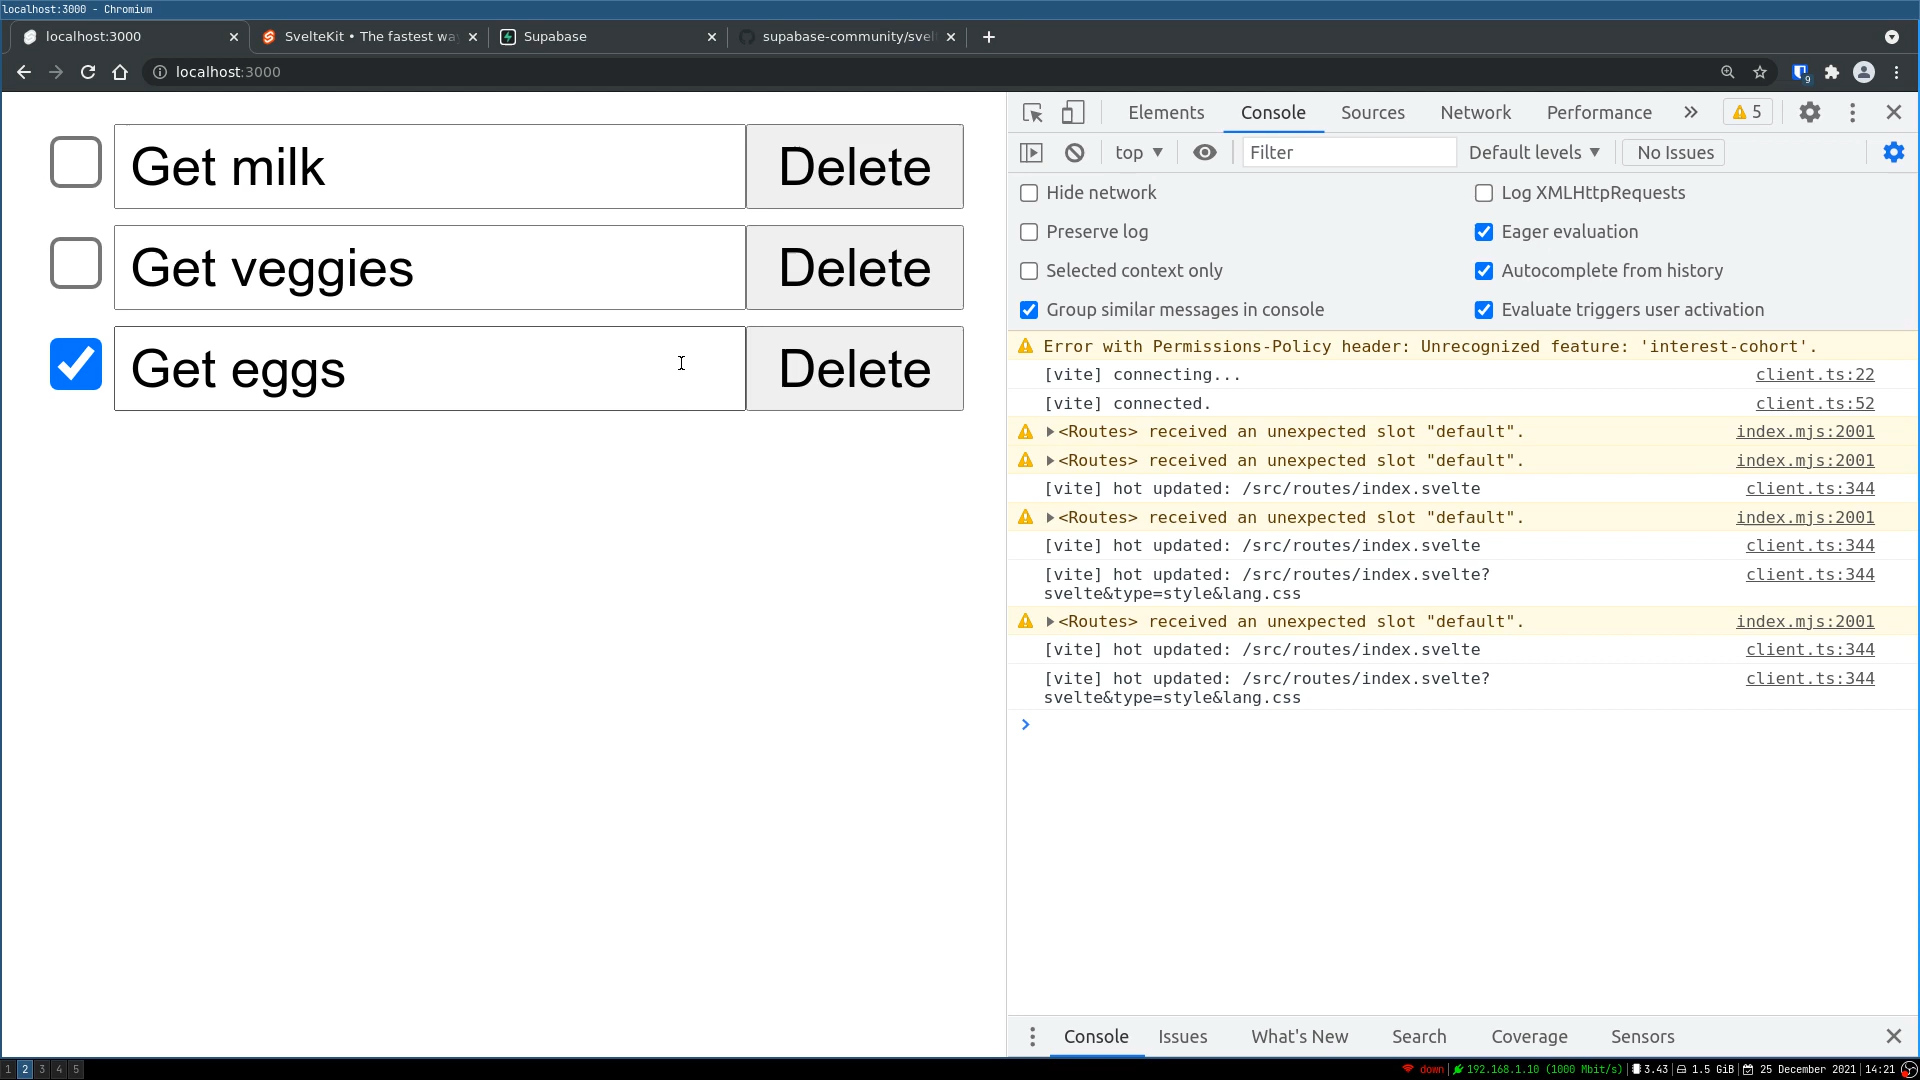 localhost:3000 - Chromium
localhost:3000
SvelteKit • The fastest wa
Supabase
supabase-community/svel
localhost:3000
9
Get milk
Delete
Get veggies
Delete
Get eggs
Delete
Elements
Console
Sources
Network
Performance
5
top
Filter
Default levels
No Issues
Hide network
Log XMLHttpRequests
Preserve log
Eager evaluation
Selected context only
Autocomplete from history
Group similar messages in console
Evaluate triggers user activation
Error with Permissions-Policy header: Unrecognized feature: 'interest-cohort'.
[vite] connecting... client.ts:22
[vite] connected. client.ts:52
<Routes> received an unexpected slot "default". index.mjs:2001
<Routes> received an unexpected slot "default". index.mjs:2001
[vite] hot updated: /src/routes/index.svelte client.ts:344
<Routes> received an unexpected slot "default". index.mjs:2001
[vite] hot updated: /src/routes/index.svelte client.ts:344
[vite] hot updated: /src/routes/index.svelte? client.ts:344
svelte&type=style&lang.css
<Routes> received an unexpected slot "default". index.mjs:2001
[vite] hot updated: /src/routes/index.svelte client.ts:344
[vite] hot updated: /src/routes/index.svelte? client.ts:344
svelte&type=style&lang.css
Console
Issues
What's New
Search
Coverage
Sensors
1 2 3 4 5
down 192.168.1.10 (1000 Mbit/s) 3.43 1.5 GiB 25 December 2021 14:21